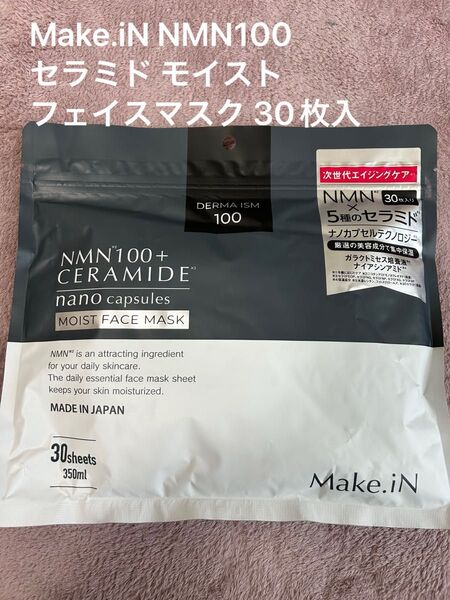 Make.iN NMN100
セラミド モイスト
フェイスマスク 30枚入
DERMA ISM
100
次世代エイジングケア
NMN 30枚入り
×
5種のセラミド
ナノカプセルテクノロジー
厳選の美容成分で集中保湿
ガラクトミセス培養液
ナイアシンアミド
NMN※100+
CERAMIDE
nano capsules
MOIST FACE MASK
NMN※ is an attracting ingredient
for your daily skincare.
The daily essential face mask sheet
keeps your skin moisturized.
MADE IN JAPAN
30sheets
350ml
Make.iN